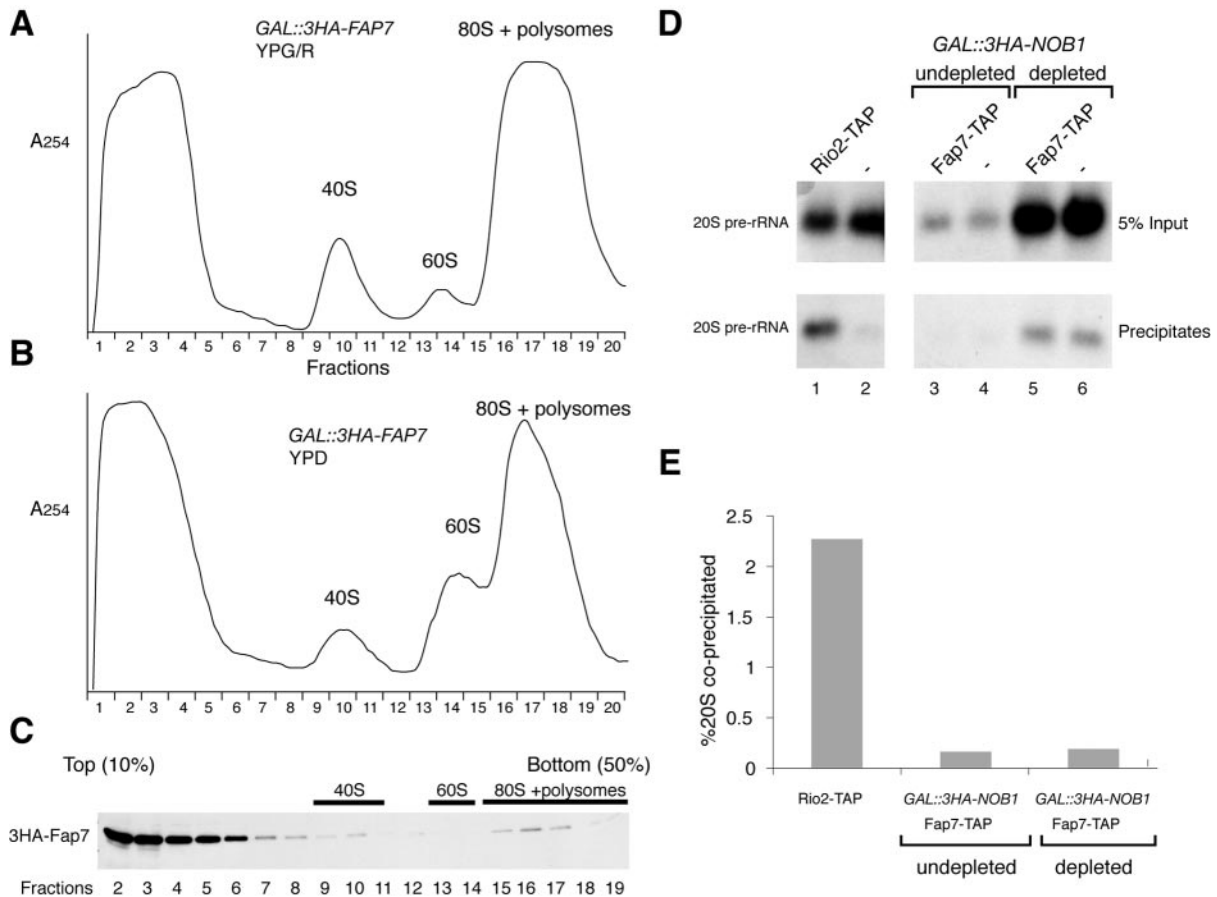 A
GAL::3HA-FAP7
YPG/R
80S + polysomes
A254
40S
60S
1 2 3 4 5 6 7 8 9 10 11 12 13 14 15 16 17 18 19 20
Fractions
B
80S + polysomes
GAL::3HA-FAP7
YPD
A254
60S
40S
1 2 3 4 5 6 7 8 9 10 11 12 13 14 15 16 17 18 19 20
C
Top (10%) Bottom (50%)
40S 60S 80S +polysomes
3HA-Fap7
Fractions 2 3 4 5 6 7 8 9 10 11 12 13 14 15 16 17 18 19
D
GAL::3HA-NOB1
undepleted depleted
Rio2-TAP - Fap7-TAP - Fap7-TAP -
20S pre-rRNA 5% Input
20S pre-rRNA Precipitates
1 2 3 4 5 6
E
%20S co-precipitated
2.5
2
1.5
1
0.5
0
Rio2-TAP GAL::3HA-NOB1 GAL::3HA-NOB1
Fap7-TAP Fap7-TAP
undepleted depleted